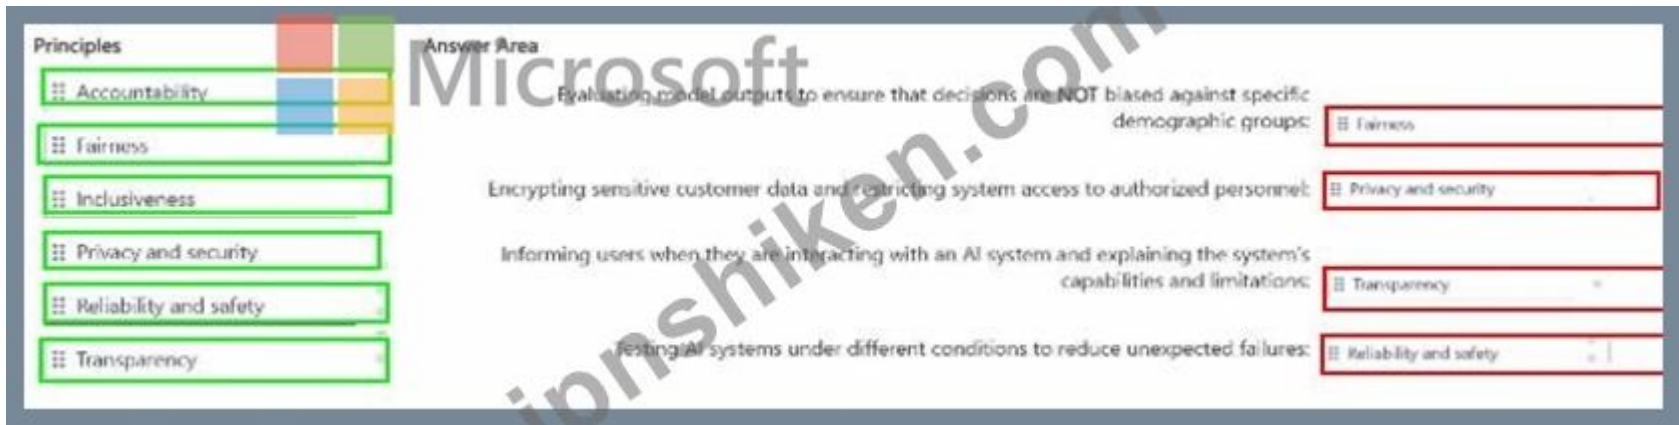 Principles
Accountability
Fairness
Inclusiveness
Privacy and security
Reliability and safety
Transparency
Answer Area
Microsoft
Evaluating model outputs to ensure that decisions are NOT biased against specific
demographic groups:
Fairness
Encrypting sensitive customer data and restricting system access to authorized personnel:
Privacy and security
Informing users when they are interacting with an AI system and explaining the system's
capabilities and limitations:
Transparency
Testing AI systems under different conditions to reduce unexpected failures:
Reliability and safety
jpnshiken.com